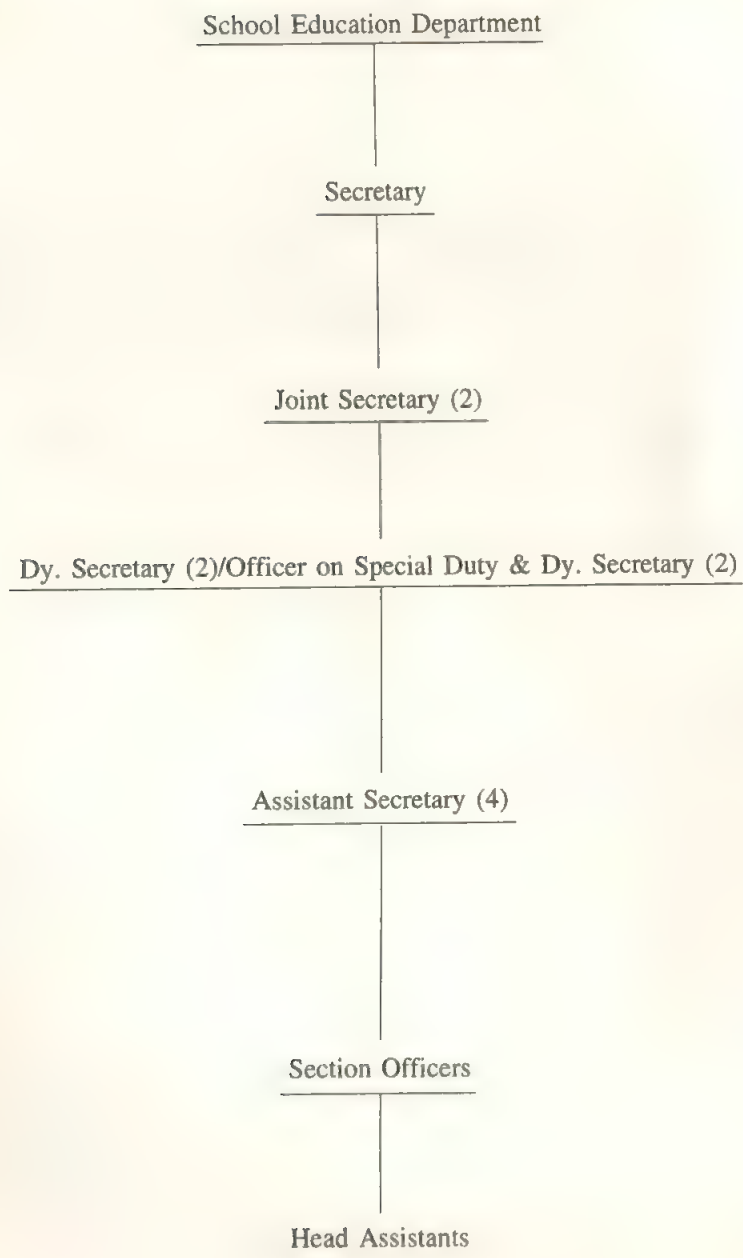 School Education Department
Secretary
Joint Secretary (2)
Dy. Secretary (2)/Officer on Special Duty & Dy. Secretary (2)
Assistant Secretary (4)
Section Officers
Head Assistants